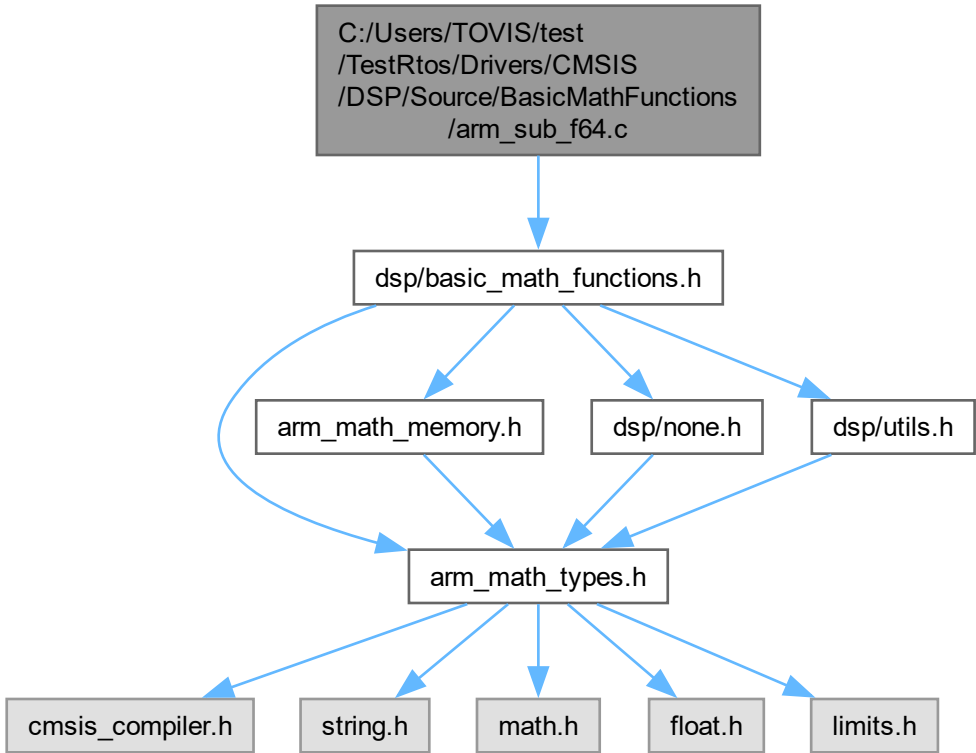 C:/Users/TOVIS/test
/TestRtos/Drivers/CMSIS
/DSP/Source/BasicMathFunctions
/arm_sub_f64.c
dsp/basic_math_functions.h
arm_math_memory.h
dsp/none.h
dsp/utils.h
arm_math_types.h
cmsis_compiler.h
string.h
math.h
float.h
limits.h